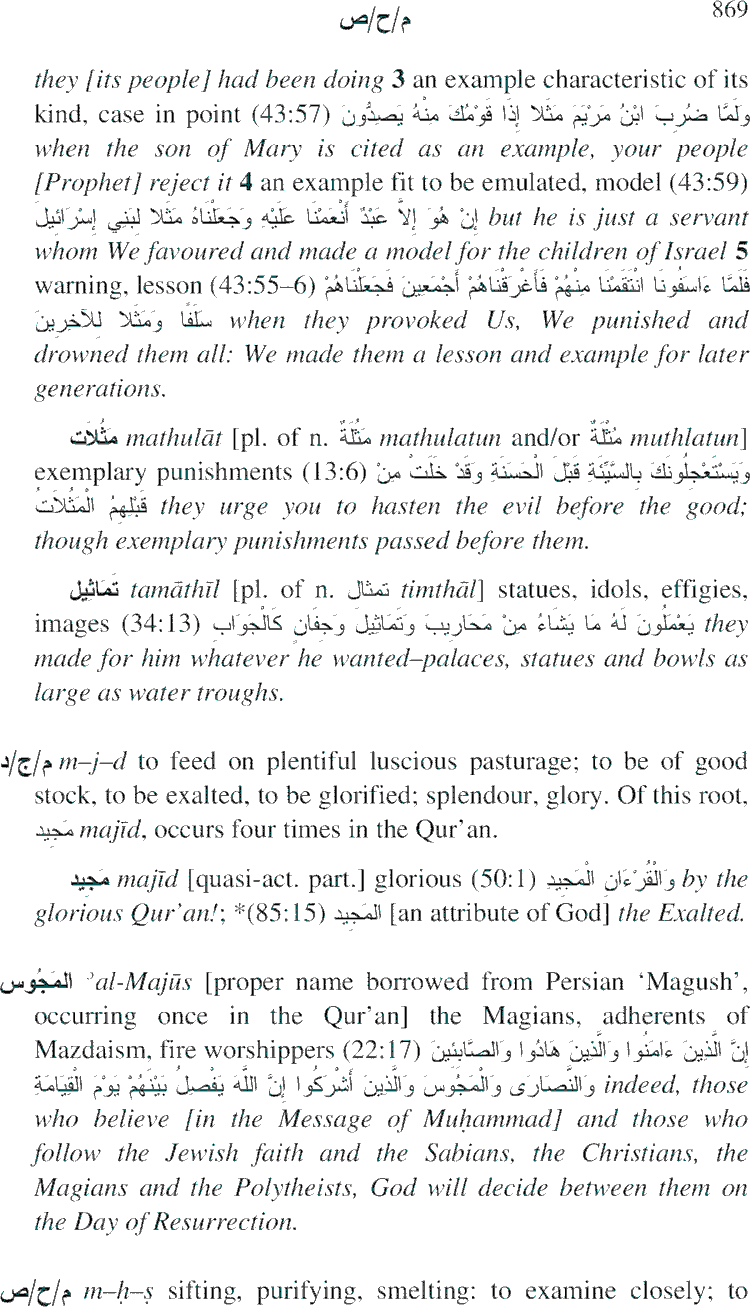 م/ح/ص 869
they [its people] had been doing 3 an example characteristic of its
kind, case in point (43:57) وَلَمَّا ضُرِبَ ابْنُ مَرْيَم مَثَلا إِذَا قَوْمُكَ مِنْهُ يَصِدُّونَ
when the son of Mary is cited as an example, your people
[Prophet] reject it 4 an example fit to be emulated, model (43:59)
إِنْ هُوَ إِلاَّ عَبْدٌ أَنْعَمْنَا عَلَيْهِ وَجَعَلْنَاهُ مَثَلا لِبَنِي إِسْرَائِيلَ but he is just a servant
whom We favoured and made a model for the children of Israel 5
warning, lesson (43:55–6) فَلَمَّا ءَاسَفُونَا انْتَقَمْنَا مِنْهُمْ فَأَغْرَقْنَاهُمْ أَجْمَعِينَ فَجَعَلْنَاهُمْ
سَلَفًا وَمَثَلا لِلآخِرِينَ when they provoked Us, We punished and
drowned them all: We made them a lesson and example for later
generations.
مَثُلاَت mathulāt [pl. of n. مَثُلَةٌ mathulatun and/or مُثْلَةٌ muthlatun]
exemplary punishments (13:6) وَيَسْتَعْجِلُونَكَ بِالسَّيِّئَةِ قَبْلَ الْحَسَنَةِ وَقَدْ خَلَتْ مِنْ
قَبْلِهِمُ الْمَثُلاَتُ they urge you to hasten the evil before the good;
though exemplary punishments passed before them.
تَمَاثِيل tamāthīl [pl. of n. تمثال timthāl] statues, idols, effigies,
images (34:13) يَعْمَلُونَ لَهُ مَا يَشَاءُ مِنْ مَحَارِيبَ وَتَمَاثِيلَ وَجِفَانٍ كَالْجَوَابِ they
made for him whatever he wanted–palaces, statues and bowls as
large as water troughs.
م/ج/د m–j–d to feed on plentiful luscious pasturage; to be of good
stock, to be exalted, to be glorified; splendour, glory. Of this root,
مَجِيد majīd, occurs four times in the Qur'an.
مَجِيد majīd [quasi-act. part.] glorious (50:1) وَالْقُرْءَانِ الْمَجِيدِ by the
glorious Qur'an!; *(85:15) المَجِيد [an attribute of God] the Exalted.
المَجُوس ʾal-Majūs [proper name borrowed from Persian 'Magush',
occurring once in the Qur'an] the Magians, adherents of
Mazdaism, fire worshippers (22:17) إِنَّ الَّذِينَ ءَامَنُوا وَالَّذِينَ هَادُوا وَالصَّابِئِينَ
وَالنَّصَارَى وَالْمَجُوسَ وَالَّذِينَ أَشْرَكُوا إِنَّ اللَّهَ يَفْصِلُ بَيْنَهُمْ يَوْمَ الْقِيَامَةِ indeed, those
who believe [in the Message of Muḥammad] and those who
follow the Jewish faith and the Sabians, the Christians, the
Magians and the Polytheists, God will decide between them on
the Day of Resurrection.
م/ح/ص m–ḥ–ṣ sifting, purifying, smelting: to examine closely; to